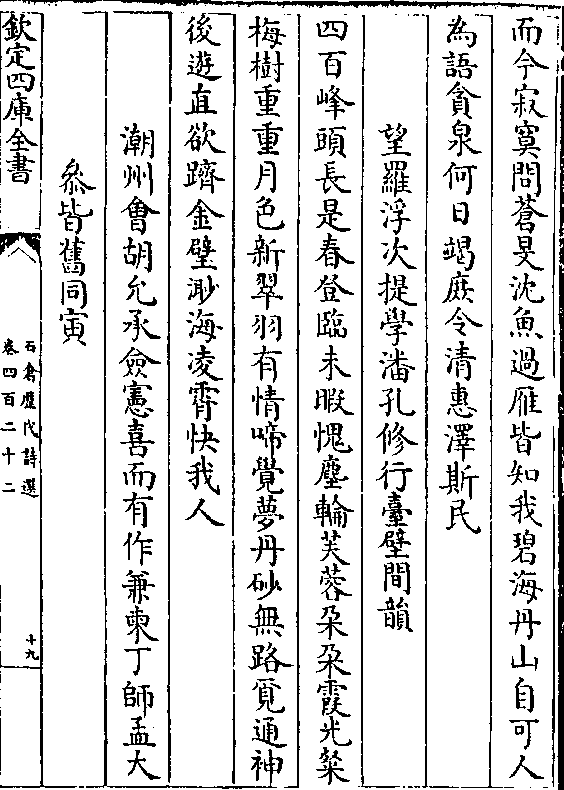 而今寂寞問蒼旻沈魚過雁皆知我碧海丹山自可人
為語貪泉何日竭庶令清惠澤斯民
望羅浮次提學潘孔修行臺壁間韻
四百峰頭長是春登臨未暇愧塵輪芙蓉朶朶霞光粲
梅樹重重月色新翠羽有情啼覺夢丹砂無路覓通神
後遊直欲躋金壁渺海凌霄快我人
潮州㑹胡允承僉憲喜而有作兼柬丁師孟大
叅皆舊同寅
欽定四庫全書
石倉歴代詩選
卷四百二十二
十九